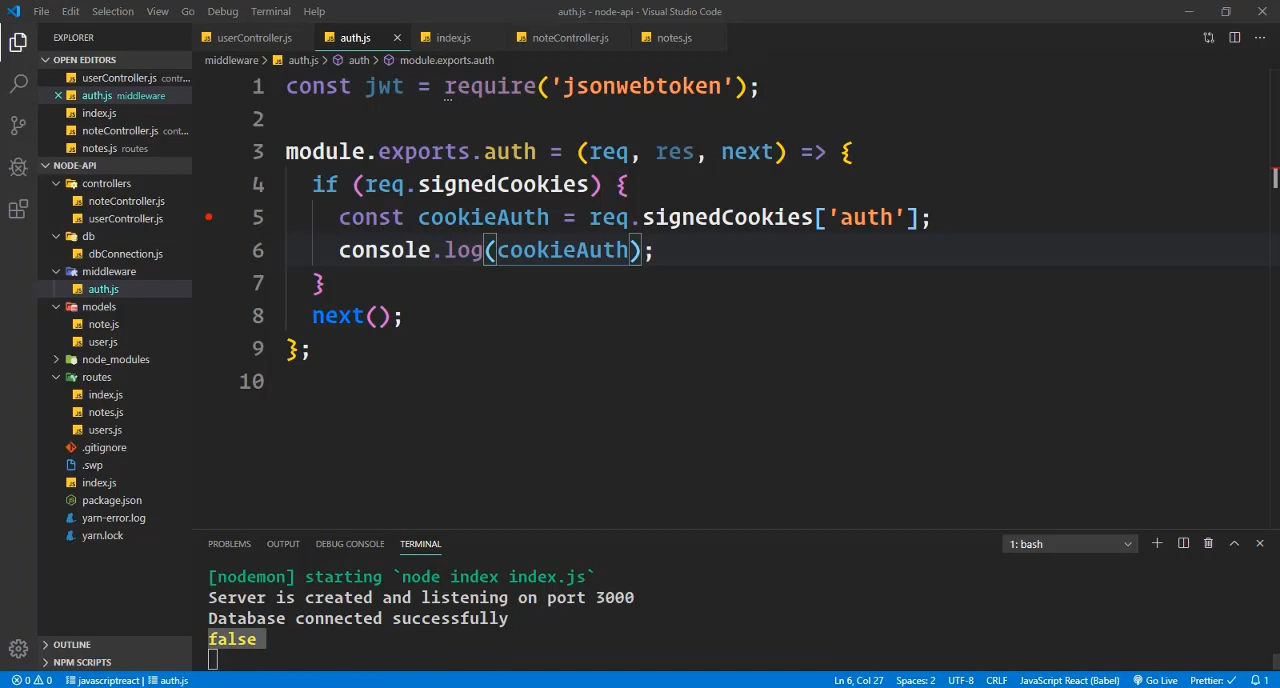 File Edit Selection View Go Debug Terminal Help auth.js - node-api - Visual Studio Code
EXPLORER
OPEN EDITORS
userController.js contr...
auth.js middleware
index.js
noteController.js cont...
notes.js routes
NODE-API
controllers
noteController.js
userController.js
db
dbConnection.js
middleware
auth.js
models
note.js
user.js
node_modules
routes
index.js
notes.js
users.js
.gitignore
.swp
index.js
package.json
yarn-error.log
yarn.lock
OUTLINE
NPM SCRIPTS
userController.js auth.js index.js noteController.js notes.js
middleware > auth.js > auth > module.exports.auth
1 const jwt = require('jsonwebtoken');
2
3 module.exports.auth = (req, res, next) => {
4 if (req.signedCookies) {
5 const cookieAuth = req.signedCookies['auth'];
6 console.log(cookieAuth);
7 }
8 next();
9 };
10
PROBLEMS OUTPUT DEBUG CONSOLE TERMINAL 1: bash
[nodemon] starting `node index index.js`
Server is created and listening on port 3000
Database connected successfully
false
0 0 javascriptreact | auth.js Ln 6, Col 27 Spaces: 2 UTF-8 CRLF JavaScript React (Babel) Go Live Prettier: ✓ 1